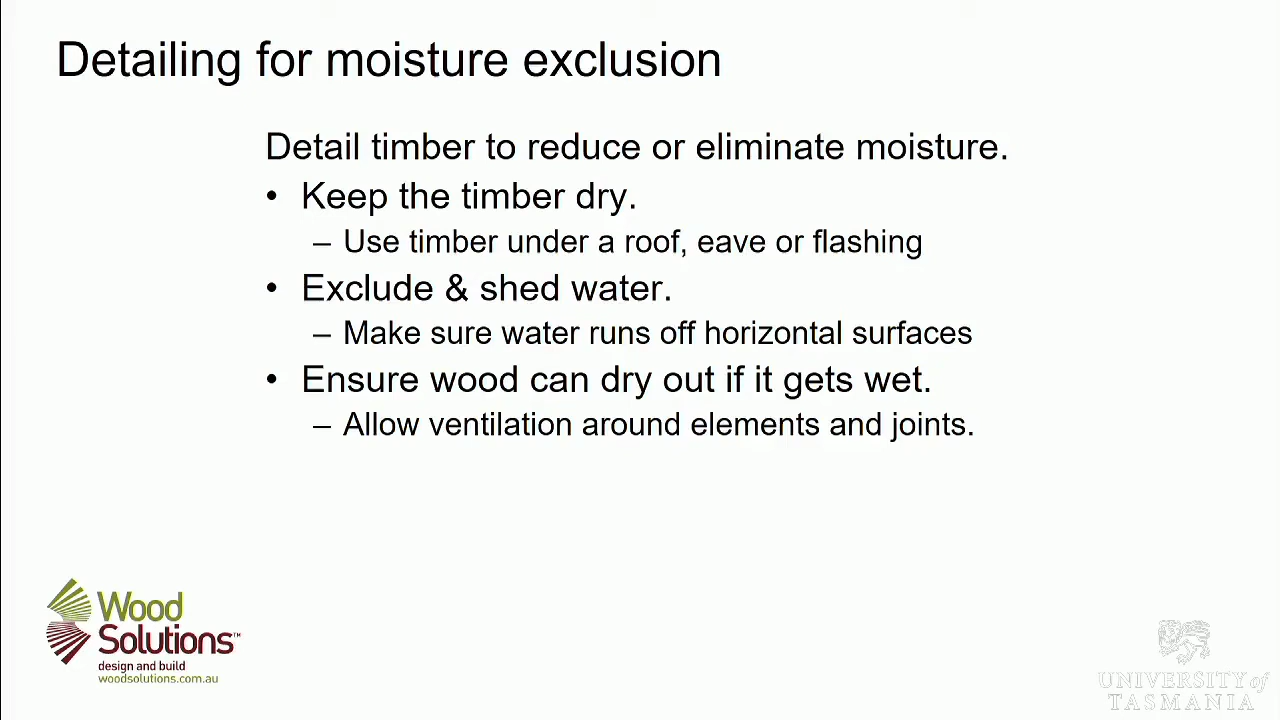 Detailing for moisture exclusion
Detail timber to reduce or eliminate moisture.
• Keep the timber dry.
– Use timber under a roof, eave or flashing
• Exclude & shed water.
– Make sure water runs off horizontal surfaces
• Ensure wood can dry out if it gets wet.
– Allow ventilation around elements and joints.
Wood
Solutions™
design and build
woodsolutions.com.au
UNIVERSITY of
TASMANIA